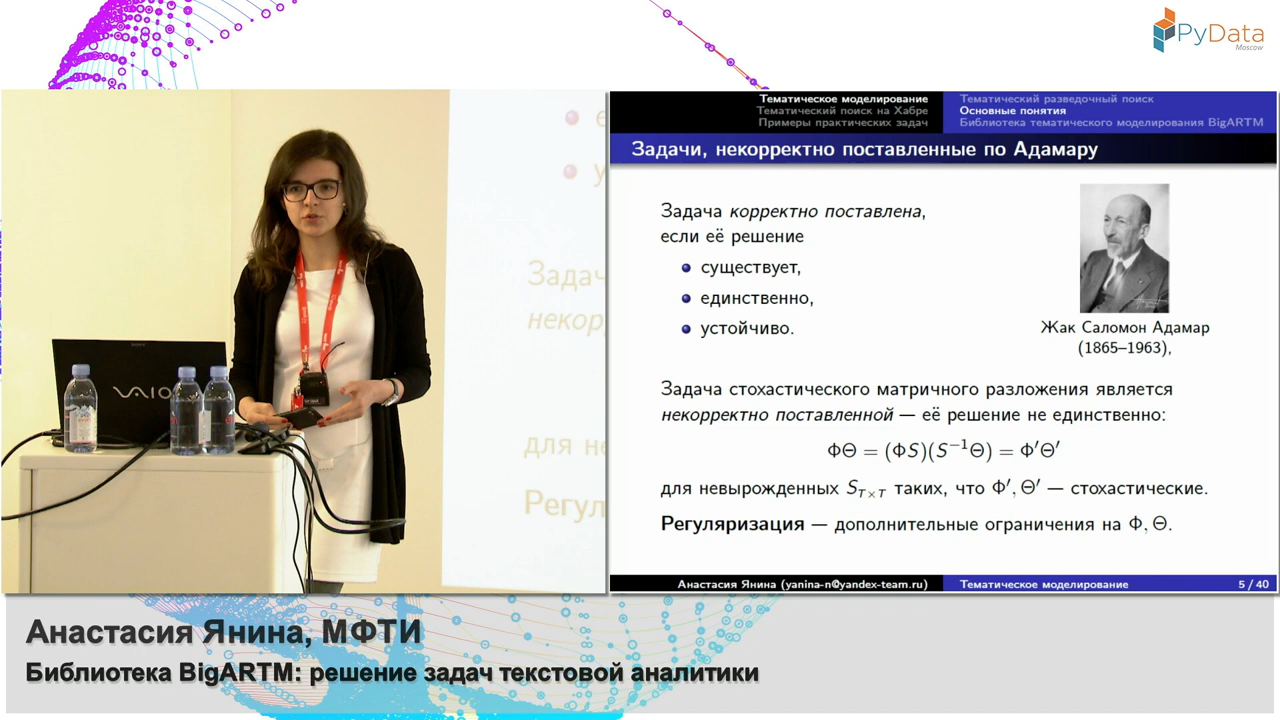 PyData
Moscow
Тематическое моделирование
Тематический поиск на Хабре
Примеры практических задач
Тематический разведочный поиск
Основные понятия
Библиотека тематического моделирования BigARTM
Задачи, некорректно поставленные по Адамару
Задача корректно поставлена,
если её решение
существует,
единственно,
устойчиво.
Жак Саломон Адамар
(1865–1963),
Задача стохастического матричного разложения является
некорректно поставленной — её решение не единственно:
ΦΘ = (ΦS)(S⁻¹Θ) = Φ′Θ′
для невырожденных S_{T×T} таких, что Φ′, Θ′ — стохастические.
Регуляризация — дополнительные ограничения на Φ, Θ.
Анастасия Янина (yanina-n@yandex-team.ru)
Тематическое моделирование
5 / 40
VAIO
Задач
некор
для не
Регул
Анастасия Янина, МФТИ
Библиотека BigARTM: решение задач текстовой аналитики